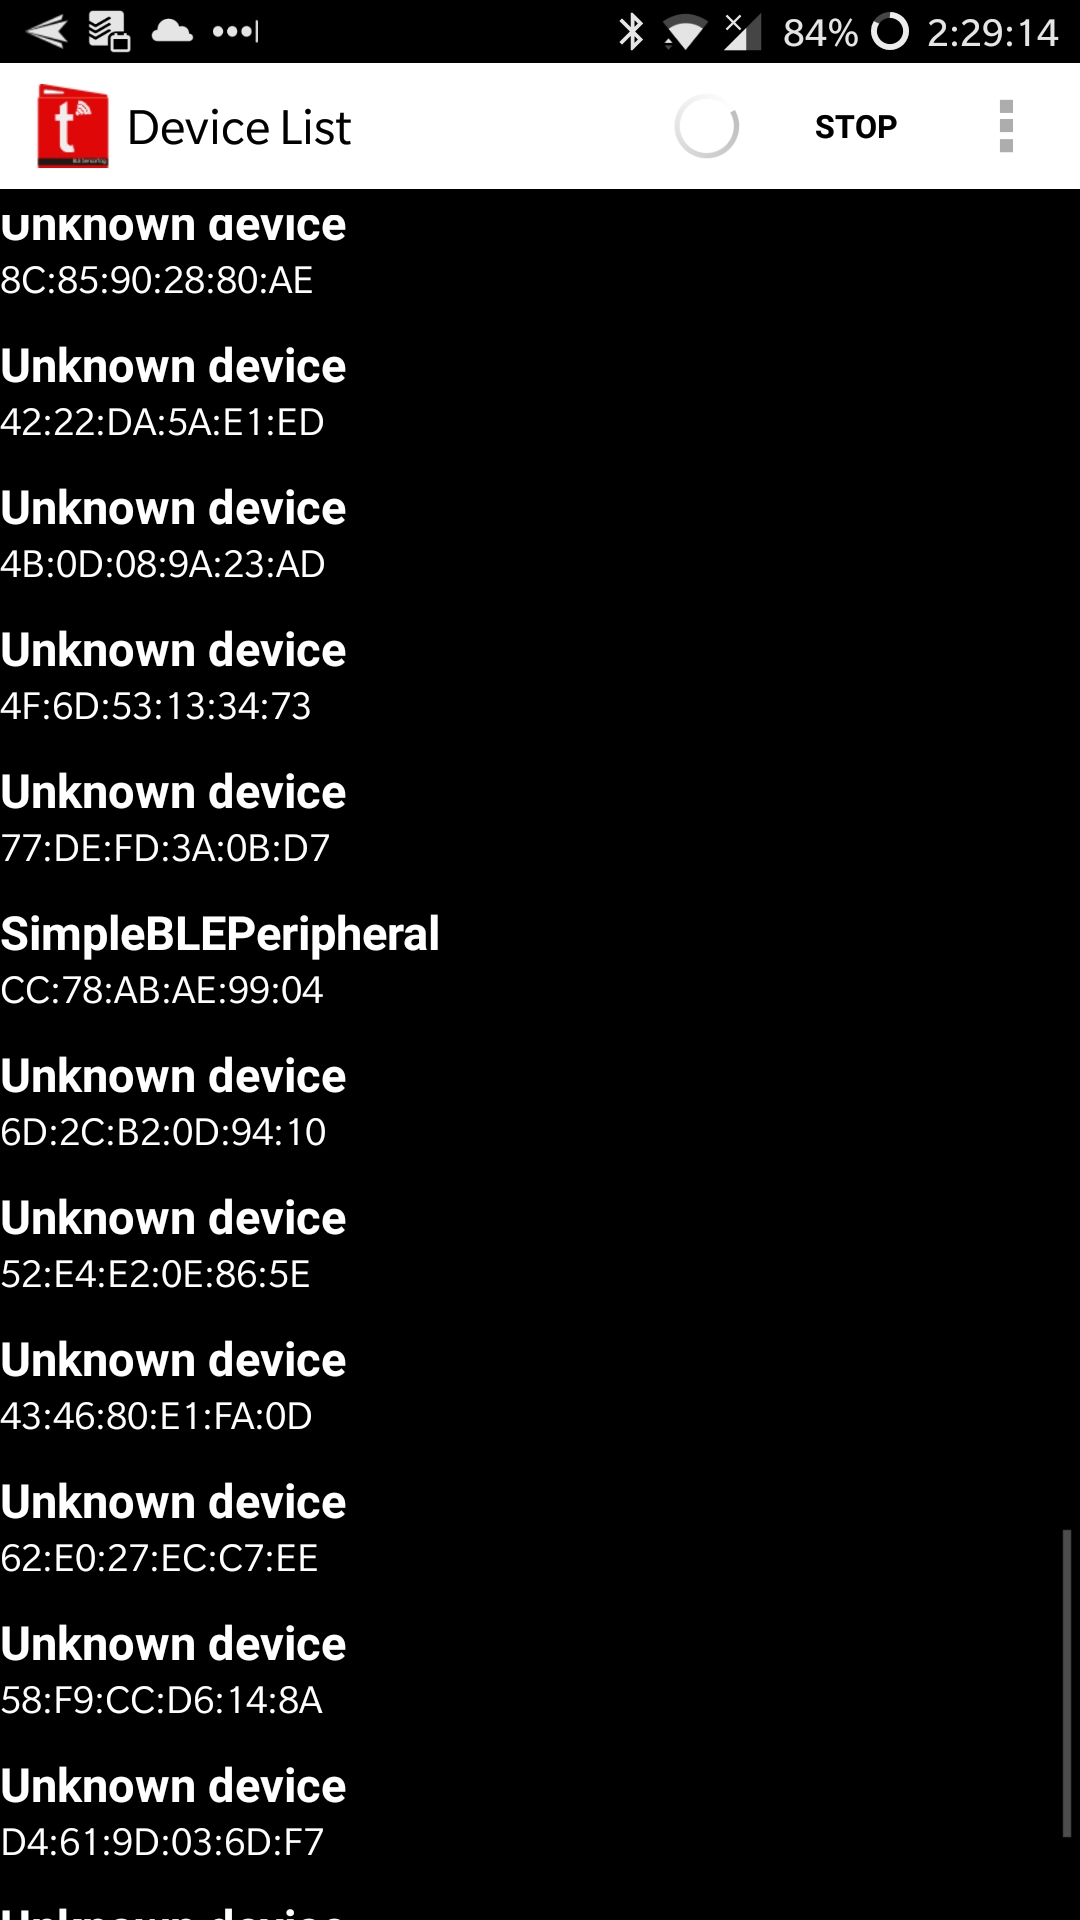 84% 2:29:14
t Device List STOP
Unknown device
8C:85:90:28:80:AE
Unknown device
42:22:DA:5A:E1:ED
Unknown device
4B:0D:08:9A:23:AD
Unknown device
4F:6D:53:13:34:73
Unknown device
77:DE:FD:3A:0B:D7
SimpleBLEPeripheral
CC:78:AB:AE:99:04
Unknown device
6D:2C:B2:0D:94:10
Unknown device
52:E4:E2:0E:86:5E
Unknown device
43:46:80:E1:FA:0D
Unknown device
62:E0:27:EC:C7:EE
Unknown device
58:F9:CC:D6:14:8A
Unknown device
D4:61:9D:03:6D:F7
Unknown device